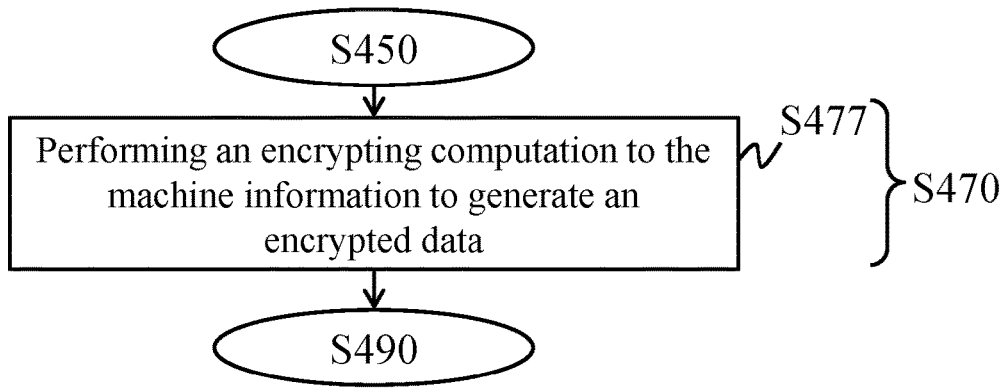 S450
S477
Performing an encrypting computation to the
machine information to generate an
encrypted data
S470
S490